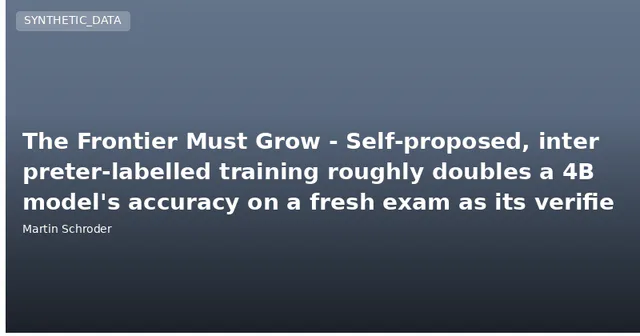 SYNTHETIC_DATA
The Frontier Must Grow - Self-proposed, inter
preter-labelled training roughly doubles a 4B
model's accuracy on a fresh exam as its verifie
Martin Schroder